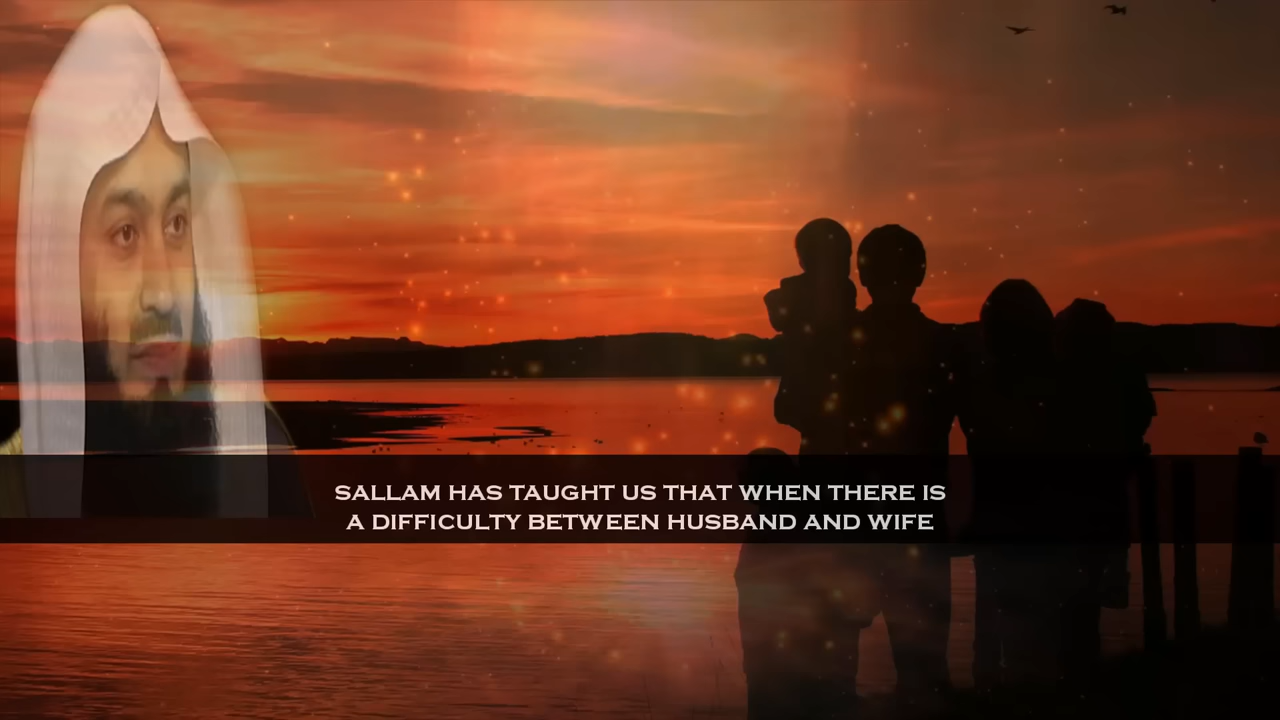 SALLAM HAS TAUGHT US THAT WHEN THERE IS
A DIFFICULTY BETWEEN HUSBAND AND WIFE